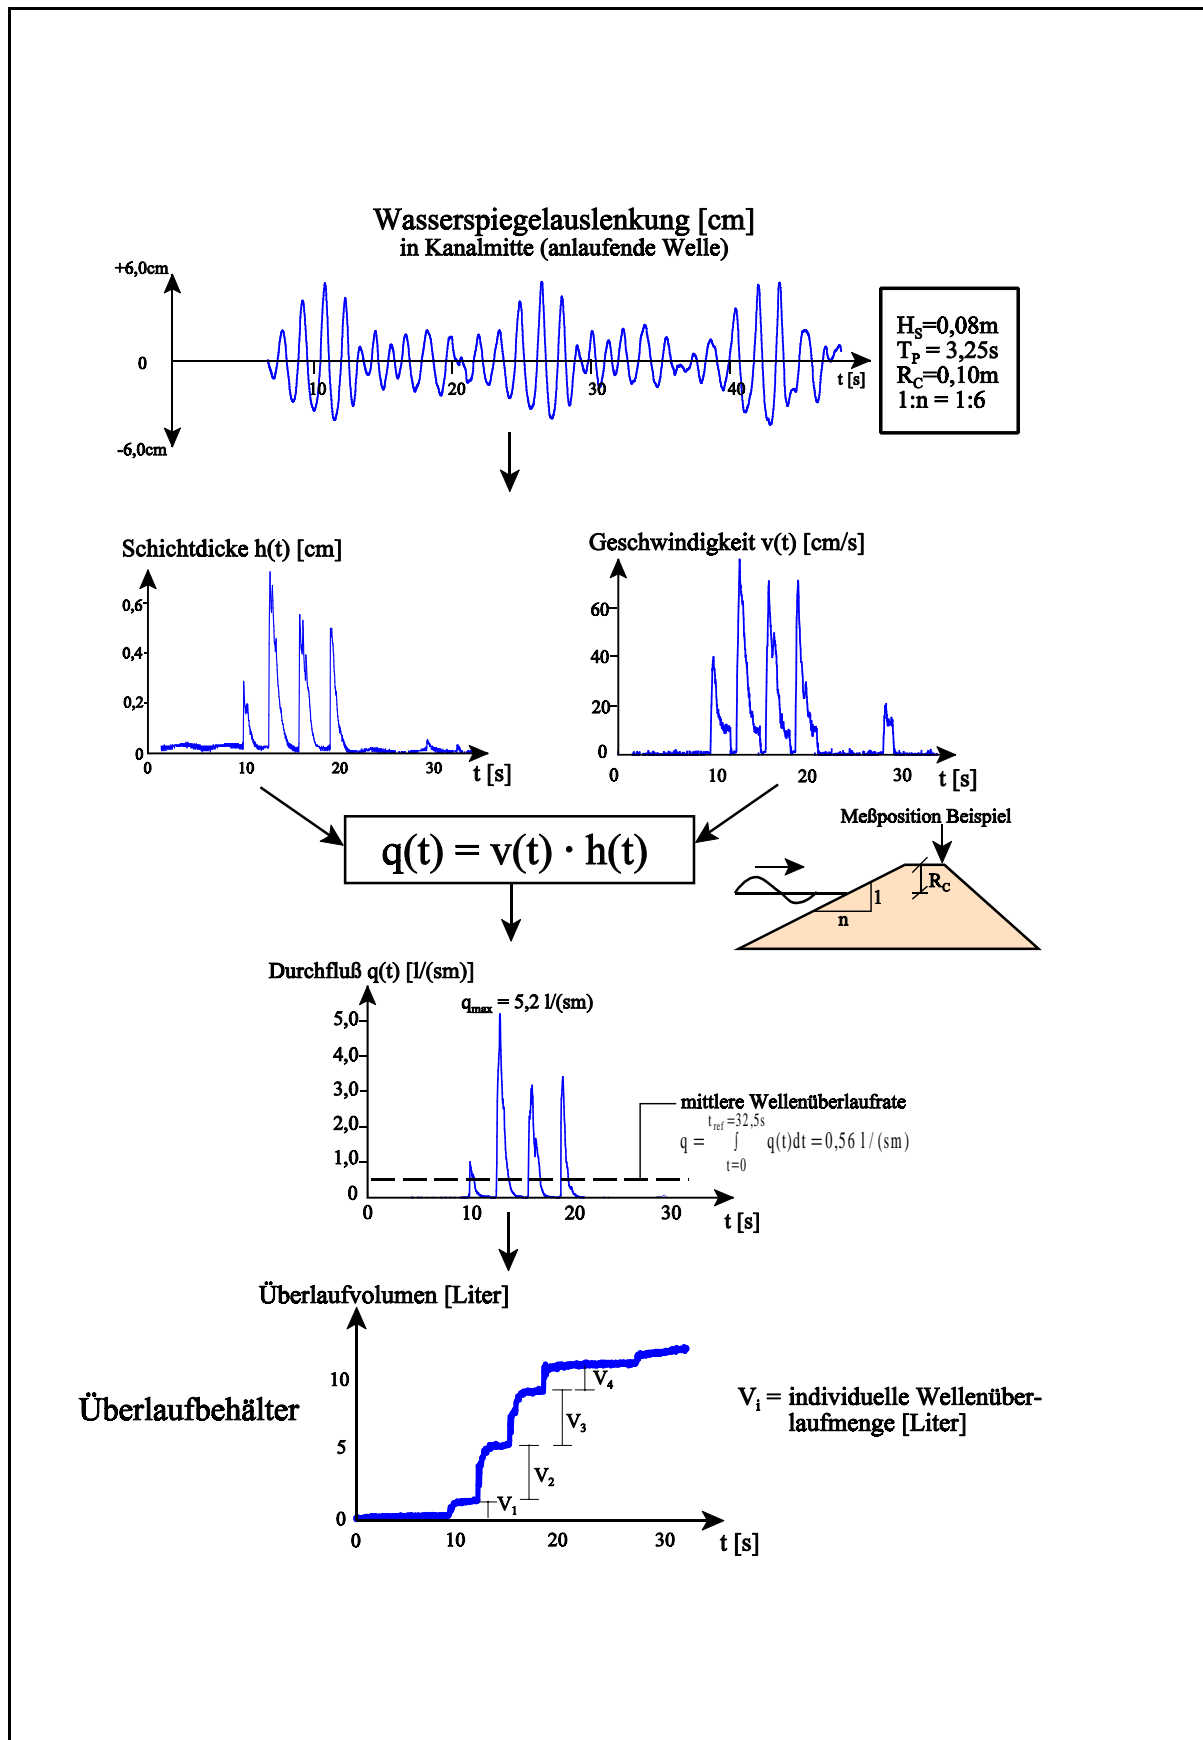 Wasserspiegelauslenkung [cm]
in Kanalmitte (anlaufende Welle)
+6,0cm
0
-6,0cm
10
20
30
40
t [s]
H_S=0,08m
T_P = 3,25s
R_C=0,10m
1:n = 1:6
Schichtdicke h(t) [cm]
0,6
0,4
0,2
0
0
10
20
30
t [s]
Geschwindigkeit v(t) [cm/s]
60
40
20
0
0
10
20
30
t [s]
q(t) = v(t) · h(t)
Meßposition Beispiel
R_C
1
n
Durchfluß q(t) [l/(sm)]
q_max = 5,2 l/(sm)
5,0
4,0
3,0
2,0
1,0
0
0
10
20
30
t [s]
mittlere Wellenüberlaufrate
t_ref =32,5s
q = ∫ q(t)dt = 0,56 l / (sm)
t=0
Überlaufvolumen [Liter]
10
5
0
0
10
20
30
t [s]
V_4
V_3
V_2
V_1
Überlaufbehälter
V_i = individuelle Wellenüber-
laufmenge [Liter]